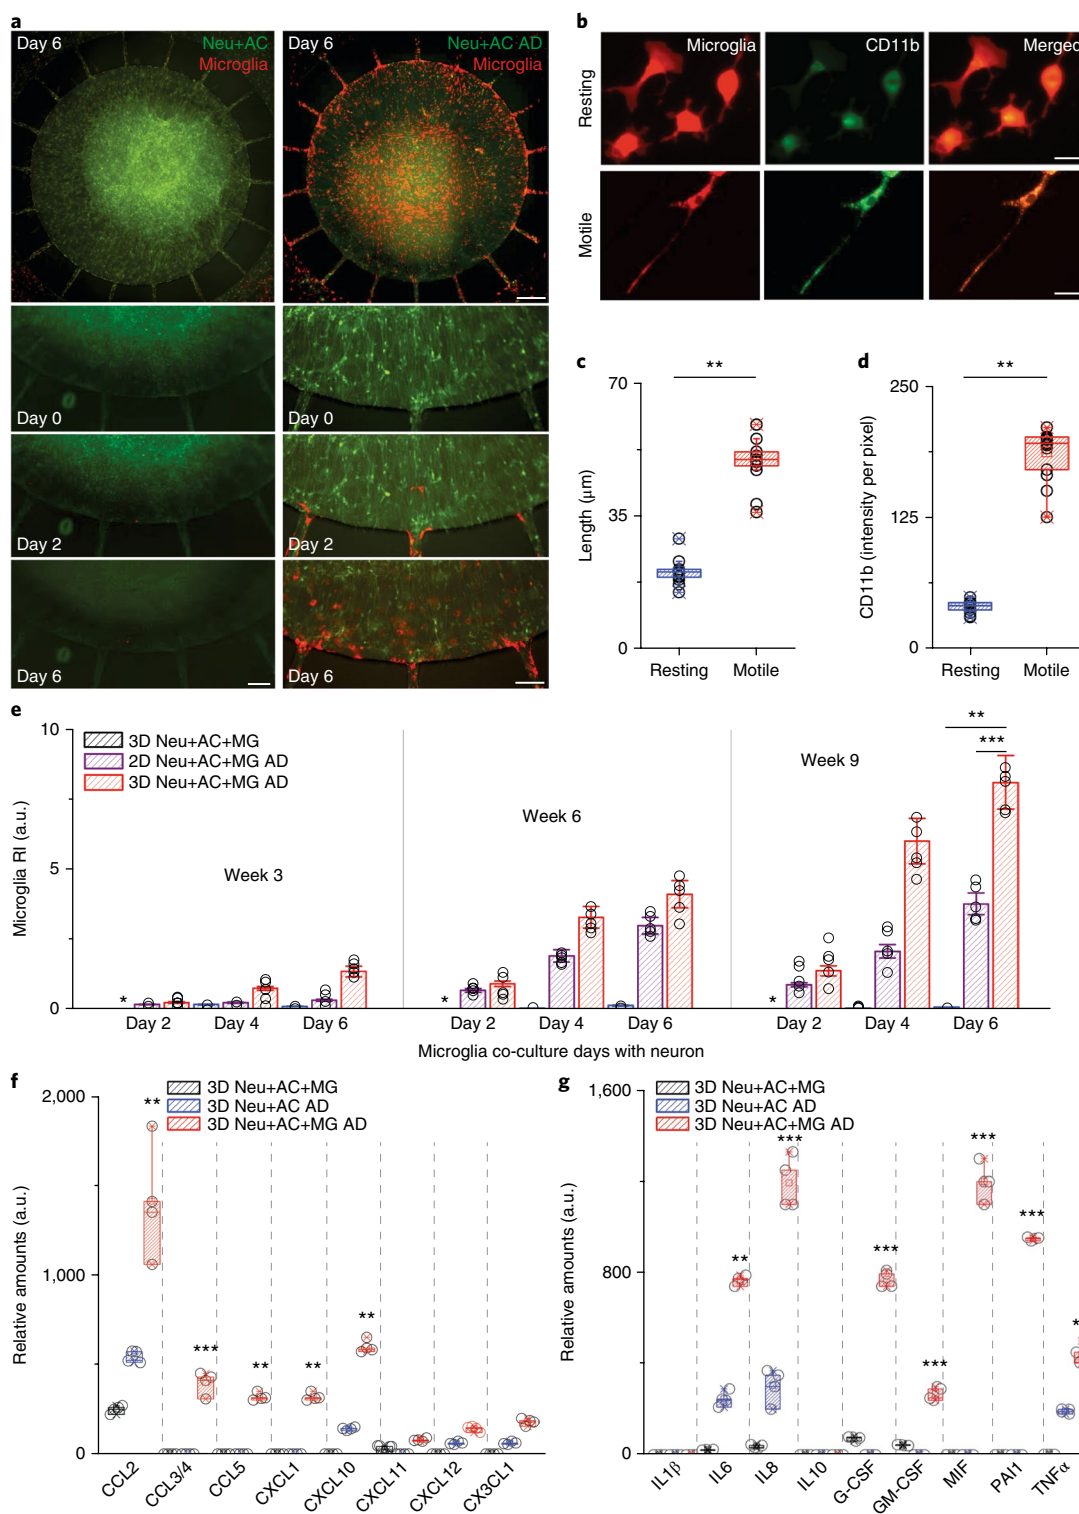 a
Day 6
Neu+AC
Microglia
Day 6
Neu+AC AD
Microglia
Day 0
Day 0
Day 2
Day 2
Day 6
Day 6
b
Microglia
CD11b
Merged
Resting
Motile
c
**
70
35
0
Length (μm)
Resting
Motile
d
**
250
125
0
CD11b (intensity per pixel)
Resting
Motile
e
10
5
0
Microglia RI (a.u.)
3D Neu+AC+MG
2D Neu+AC+MG AD
3D Neu+AC+MG AD
Week 3
Week 6
Week 9
**
***
*
*
*
Day 2
Day 4
Day 6
Day 2
Day 4
Day 6
Day 2
Day 4
Day 6
Microglia co-culture days with neuron
f
2,000
1,000
0
Relative amounts (a.u.)
3D Neu+AC+MG
3D Neu+AC AD
3D Neu+AC+MG AD
**
***
**
**
**
CCL2
CCL3/4
CCL5
CXCL1
CXCL10
CXCL11
CXCL12
CX3CL1
g
1,600
800
0
Relative amounts (a.u.)
3D Neu+AC+MG
3D Neu+AC AD
3D Neu+AC+MG AD
**
***
***
***
***
***
*
IL1β
IL6
IL8
IL10
G-CSF
GM-CSF
MIF
PAI1
TNFα